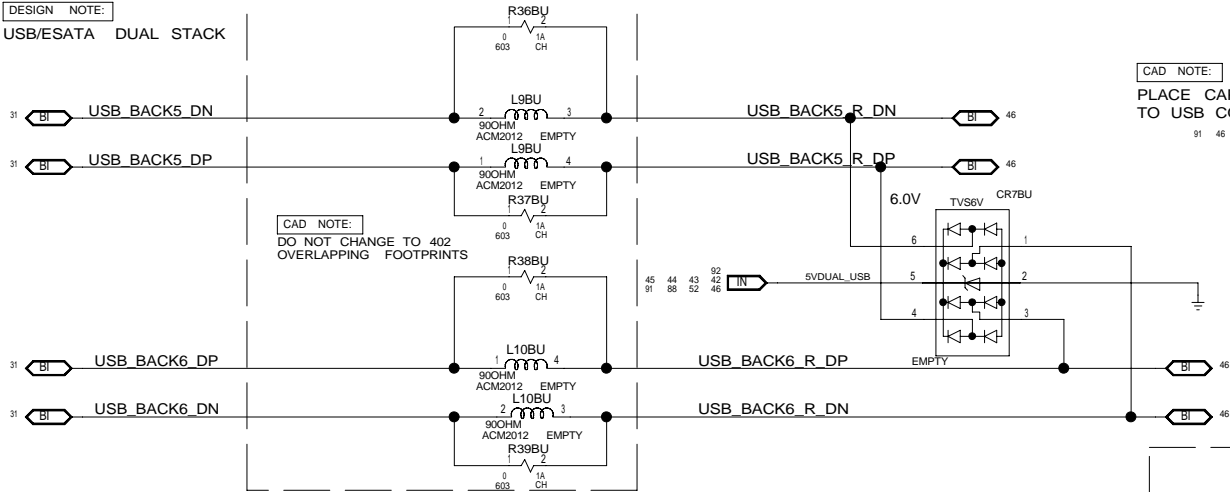 DESIGN NOTE:
USB/ESATA DUAL STACK
R36BU
1 2
0 1A
603 CH
L9BU
31 BI USB_BACK5_DN 2 3 USB_BACK5_R_DN BI 46
90OHM
ACM2012 EMPTY
L9BU
31 BI USB_BACK5_DP 1 4 USB_BACK5_R_DP BI 46
90OHM
ACM2012 EMPTY
R37BU
1 2
0 1A
603 CH
CAD NOTE:
DO NOT CHANGE TO 402
OVERLAPPING FOOTPRINTS
CAD NOTE:
PLACE
TO USB
91 46
6.0V TVS6V CR7BU
6 1
5 2
4 3
EMPTY
92
45 44 43 42
91 88 52 46
IN 5VDUAL_USB
R38BU
1 2
0 1A
603 CH
L10BU
31 BI USB_BACK6_DP 1 4 USB_BACK6_R_DP BI 46
90OHM
ACM2012 EMPTY
L10BU
31 BI USB_BACK6_DN 2 3 USB_BACK6_R_DN BI 46
90OHM
ACM2012 EMPTY
R39BU
1 2
0 1A
603 CH